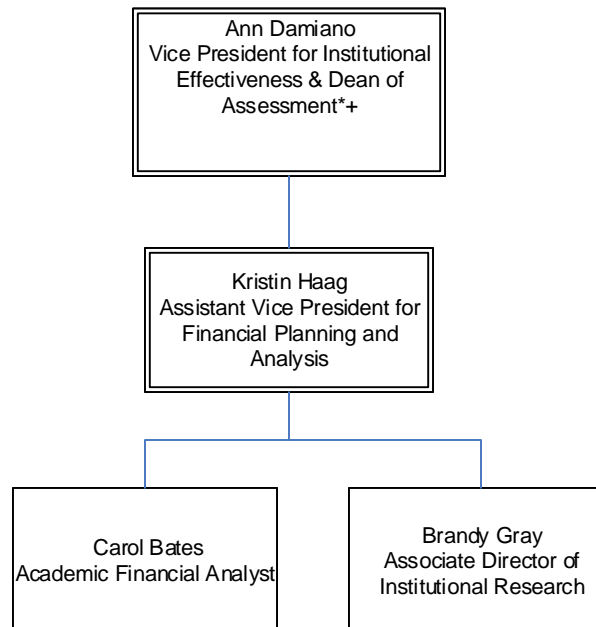 Ann Damiano
Vice President for Institutional
Effectiveness & Dean of
Assessment*+
Kristin Haag
Assistant Vice President for
Financial Planning and
Analysis
Carol Bates
Academic Financial Analyst
Brandy Gray
Associate Director of
Institutional Research